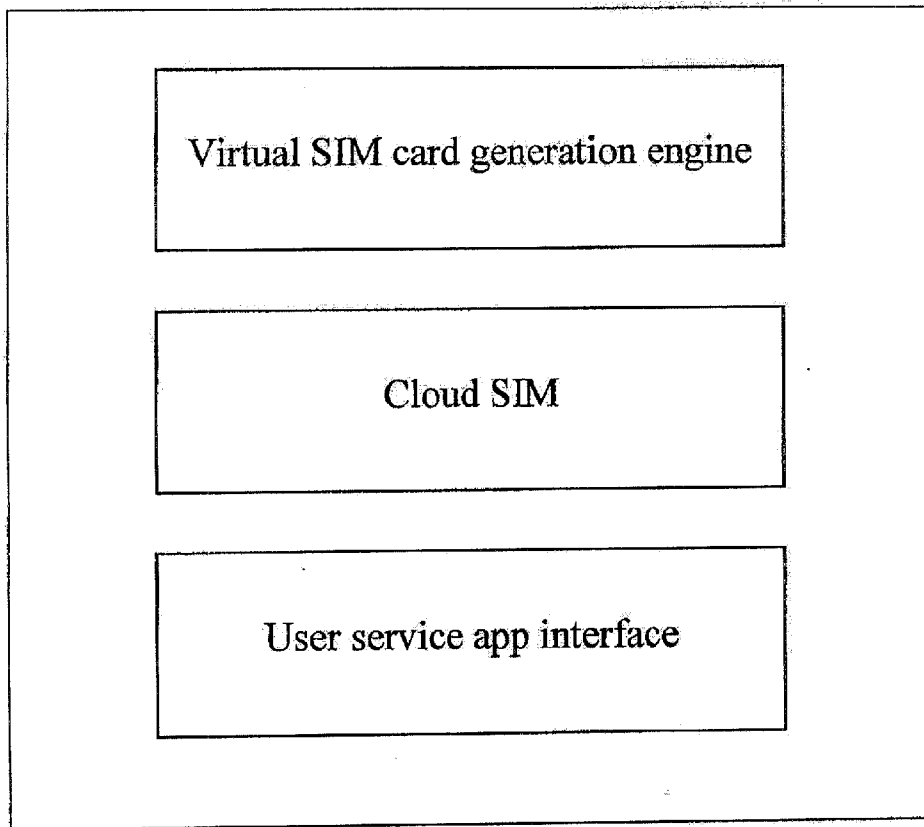 Virtual SIM card generation engine
Cloud SIM
User service app interface